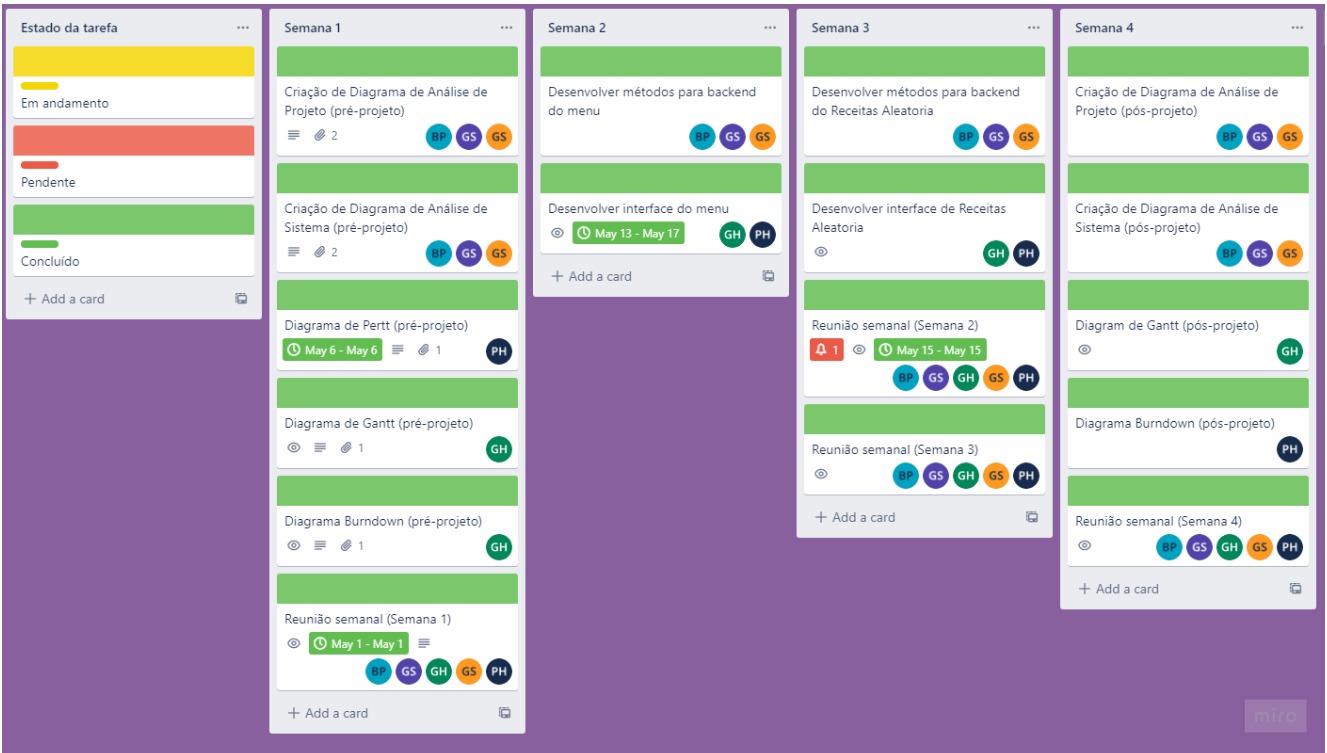 Estado da tarefa
Em andamento
Pendente
Concluído
+ Add a card
Semana 1
Criação de Diagrama de Análise de
Projeto (pré-projeto)
2
BP GS GS
Criação de Diagrama de Análise de
Sistema (pré-projeto)
2
BP GS GS
Diagrama de Pertt (pré-projeto)
May 6 - May 6
1
PH
Diagrama de Gantt (pré-projeto)
1
GH
Diagrama Burndown (pré-projeto)
1
GH
Reunião semanal (Semana 1)
May 1 - May 1
BP GS GH GS PH
+ Add a card
Semana 2
Desenvolver métodos para backend
do menu
BP GS GS
Desenvolver interface do menu
May 13 - May 17
GH PH
+ Add a card
Semana 3
Desenvolver métodos para backend
do Receitas Aleatoria
BP GS GS
Desenvolver interface de Receitas
Aleatoria
GH PH
Reunião semanal (Semana 2)
1
May 15 - May 15
BP GS GH GS PH
Reunião semanal (Semana 3)
BP GS GH GS PH
+ Add a card
Semana 4
Criação de Diagrama de Análise de
Projeto (pós-projeto)
BP GS GS
Criação de Diagrama de Análise de
Sistema (pós-projeto)
BP GS GS
Diagram de Gantt (pós-projeto)
GH
Diagrama Burndown (pós-projeto)
PH
Reunião semanal (Semana 4)
BP GS GH GS PH
+ Add a card
miro